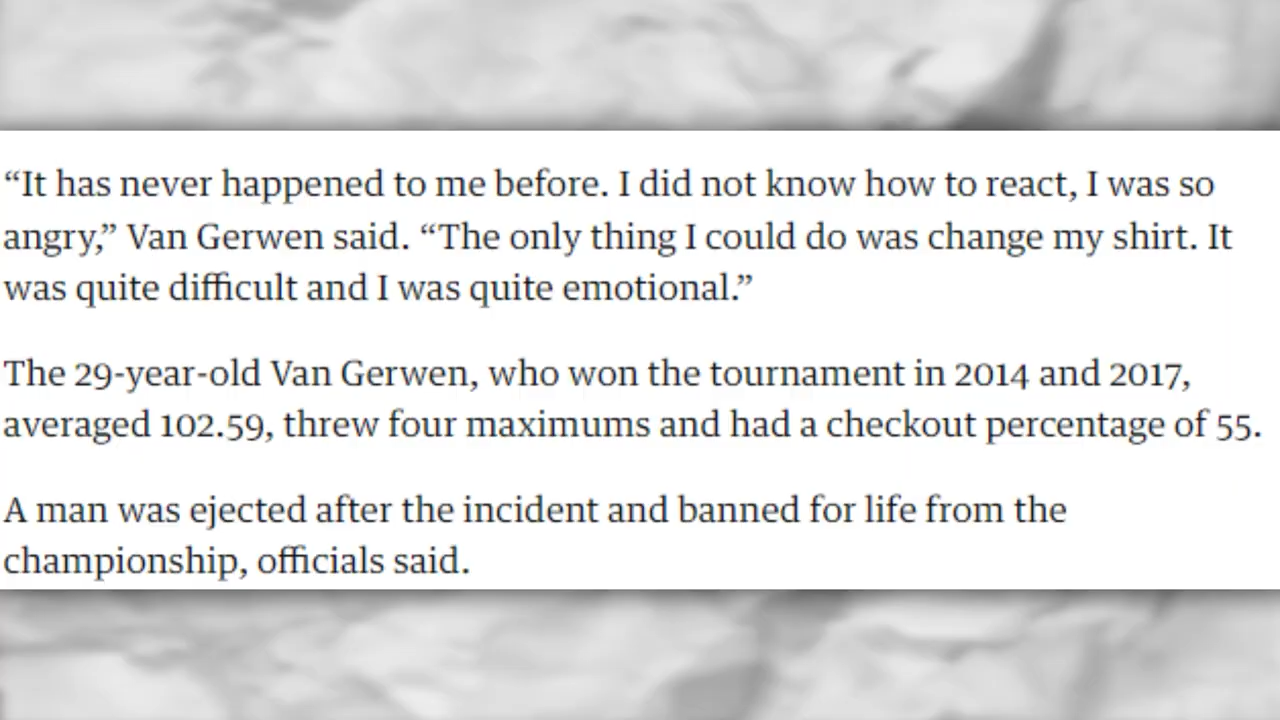 “It has never happened to me before. I did not know how to react, I was so
angry,” Van Gerwen said. “The only thing I could do was change my shirt. It
was quite difficult and I was quite emotional.”
The 29-year-old Van Gerwen, who won the tournament in 2014 and 2017,
averaged 102.59, threw four maximums and had a checkout percentage of 55.
A man was ejected after the incident and banned for life from the
championship, officials said.